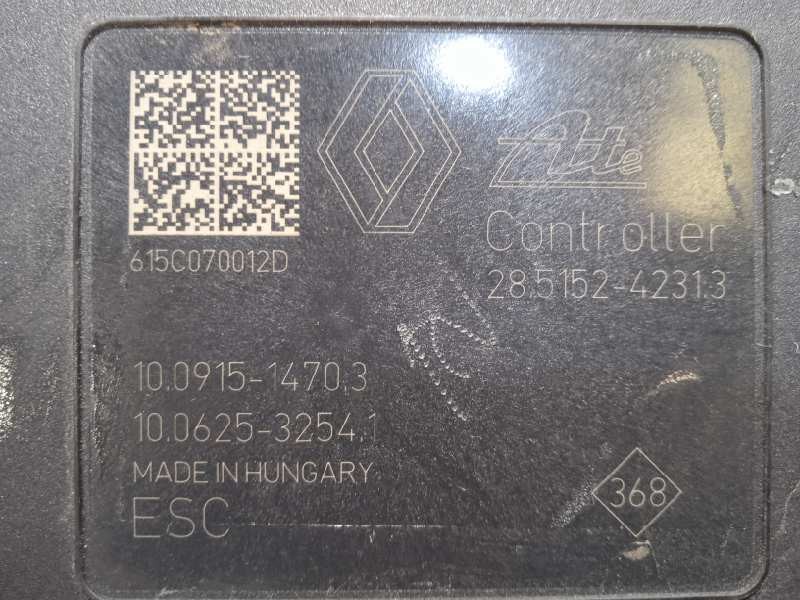 Ate
Controller
615C070012D
28.5152-4231.3
10.0915-1470.3
10.0625-3254.1
MADE IN HUNGARY
ESC
368